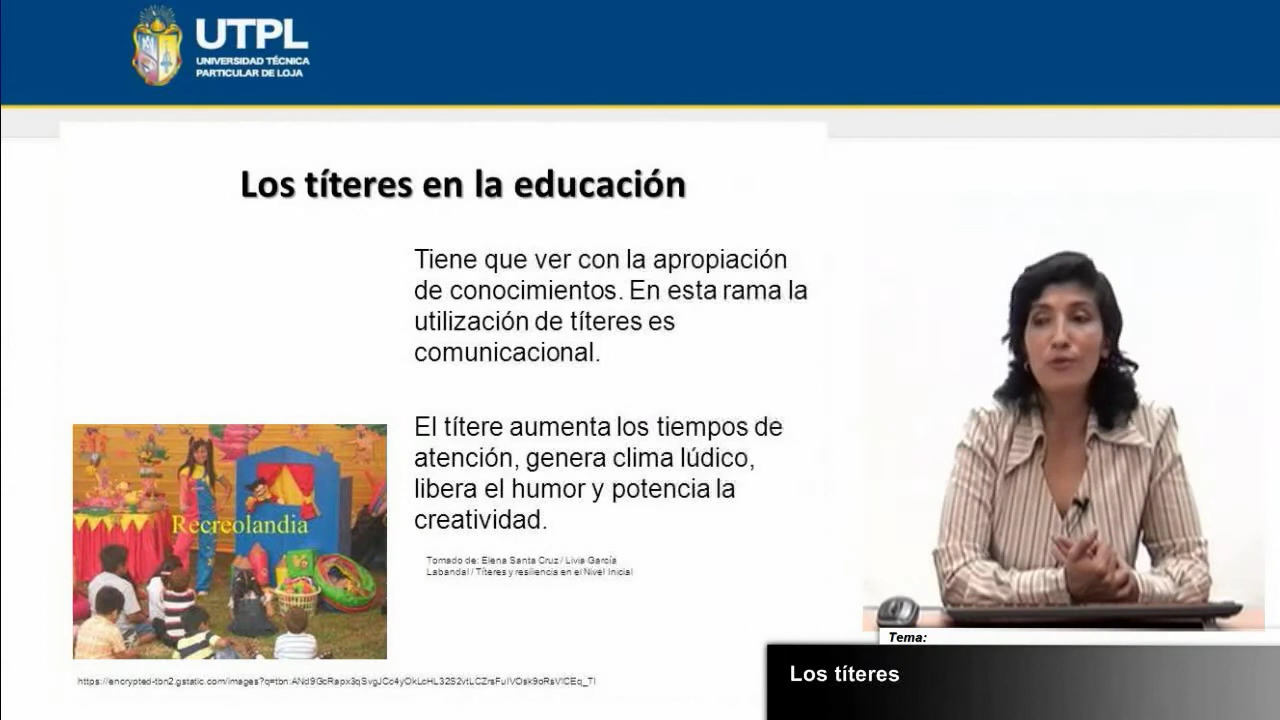 UTPL
UNIVERSIDAD TÉCNICA
PARTICULAR DE LOJA
Los títeres en la educación
Tiene que ver con la apropiación
de conocimientos. En esta rama la
utilización de títeres es
comunicacional.
El títere aumenta los tiempos de
atención, genera clima lúdico,
libera el humor y potencia la
creatividad.
Recreolandia
Tomado de: Elena Santa Cruz / Livia García
Labandal / Títeres y resiliencia en el Nivel Inicial
Tema:
Los títeres